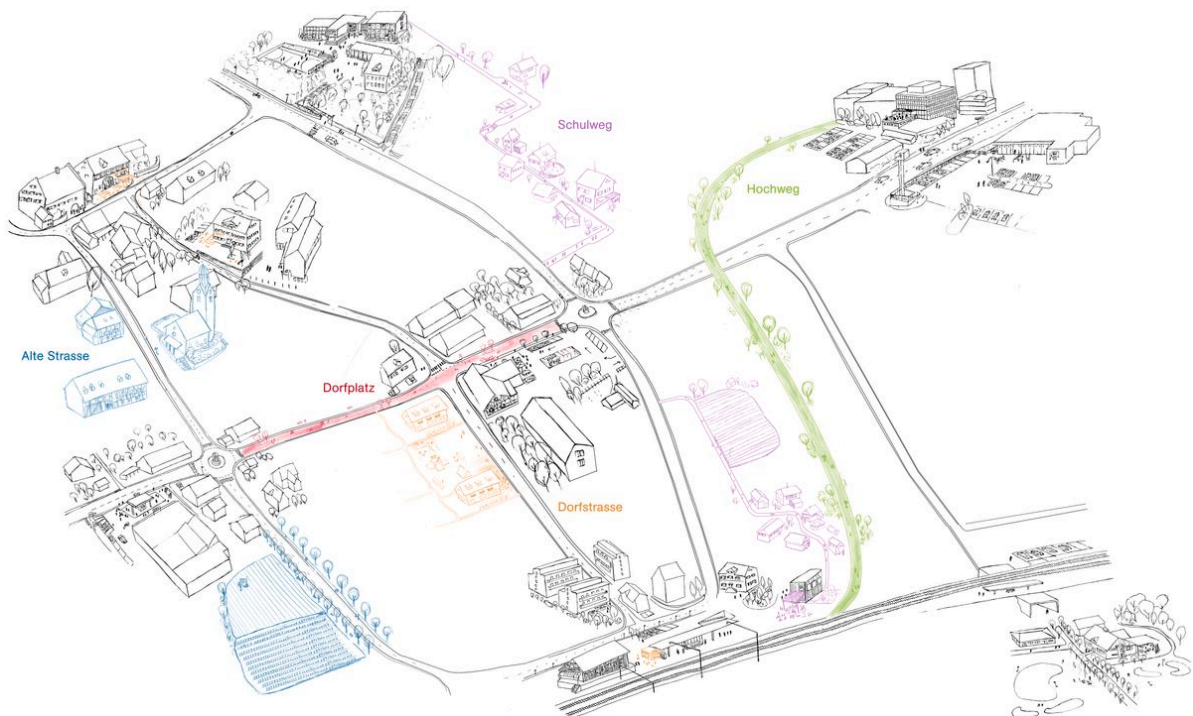 Schulweg
Hochweg
Alte Strasse
Dorfplatz
Dorfstrasse